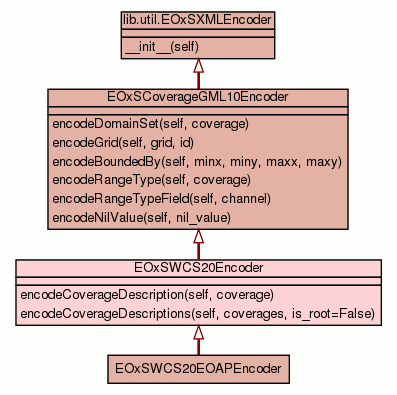 lib.util.EOxSXMLEncoder
__init__(self)
EOxSCoverageGML10Encoder
encodeDomainSet(self, coverage)
encodeGrid(self, grid, id)
encodeBoundedBy(self, minx, miny, maxx, maxy)
encodeRangeType(self, coverage)
encodeRangeTypeField(self, channel)
encodeNilValue(self, nil_value)
EOxSWCS20Encoder
encodeCoverageDescription(self, coverage)
encodeCoverageDescriptions(self, coverages, is_root=False)
EOxSWCS20EOAPEncoder